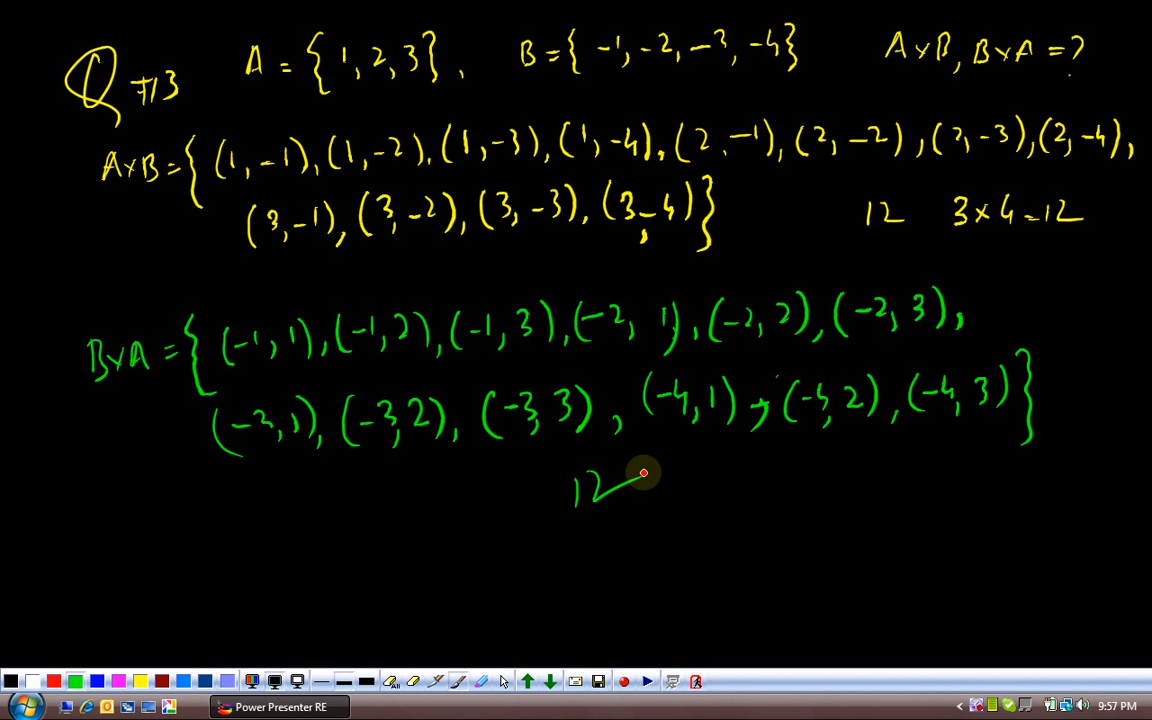 Q #13 A = {1, 2, 3}, B = {-1, -2, -3, -4} A×B, B×A = ?
A×B = {(1, -1), (1, -2), (1, -3), (1, -4), (2, -1), (2, -2), (2, -3), (2, -4),
(3, -1), (3, -2), (3, -3), (3, -4)} 12 3×4=12
B×A = {(-1, 1), (-1, 2), (-1, 3), (-2, 1), (-2, 2), (-2, 3),
(-3, 1), (-3, 2), (-3, 3), (-4, 1), (-4, 2), (-4, 3)}
12
Power Presenter RE
9:57 PM